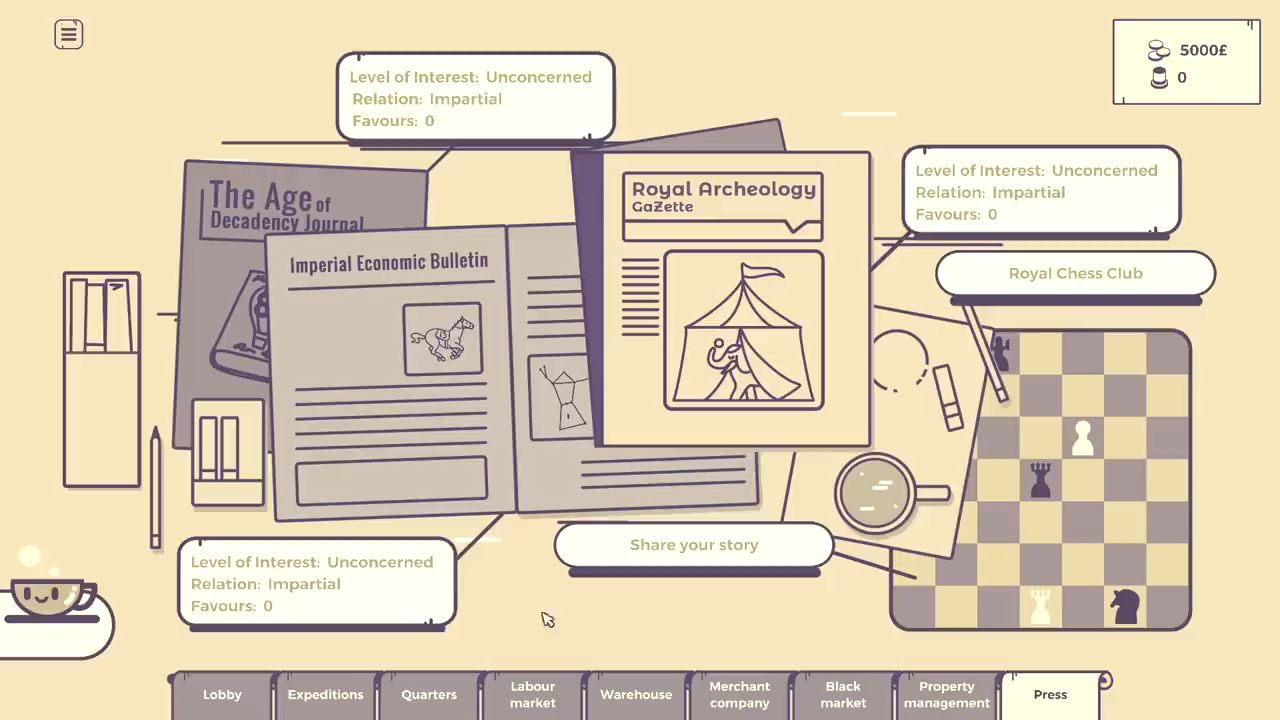 5000£
0
Level of Interest: Unconcerned
Relation: Impartial
Favours: 0
Level of Interest: Unconcerned
Relation: Impartial
Favours: 0
The Age of
Decadency Journal
Royal Archeology
GaZette
Imperial Economic Bulletin
Royal Chess Club
Share your story
Level of Interest: Unconcerned
Relation: Impartial
Favours: 0
Lobby
Expeditions
Quarters
Labour
market
Warehouse
Merchant
company
Black
market
Property
management
Press